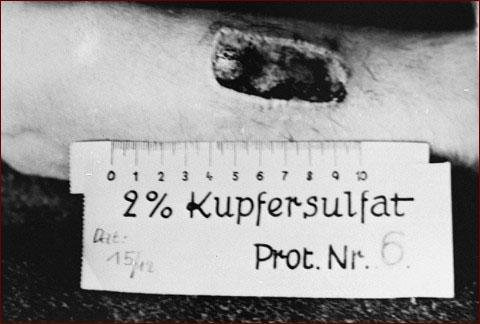 0 1 2 3 4 5 6 7 8 9 10
2% Kupfersulfat
Dat:
15/12
Prot. Nr. 6.